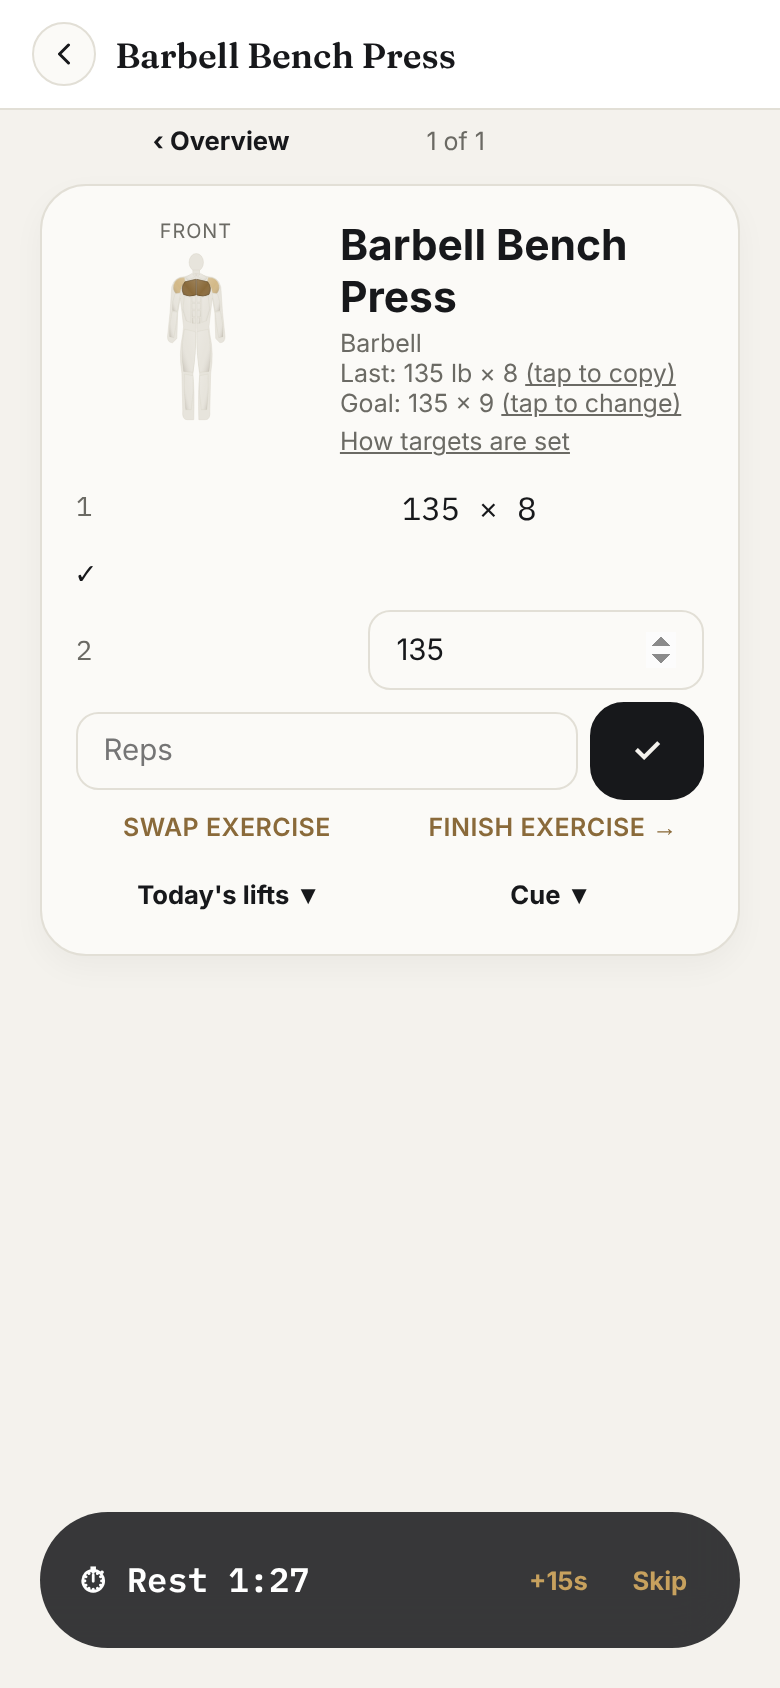 Barbell Bench Press
‹ Overview
1 of 1
FRONT
Barbell Bench
Press
Barbell
Last: 135 lb × 8 (tap to copy)
Goal: 135 × 9 (tap to change)
How targets are set
1
135 × 8
✓
2
135
Reps
SWAP EXERCISE
FINISH EXERCISE →
Today's lifts ▼
Cue ▼
Rest 1:27
+15s
Skip